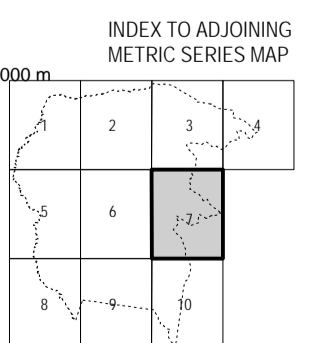 INDEX TO ADJOINING
METRIC SERIES MAP
000 m
1 2 3 4
5 6 7
8 9 10